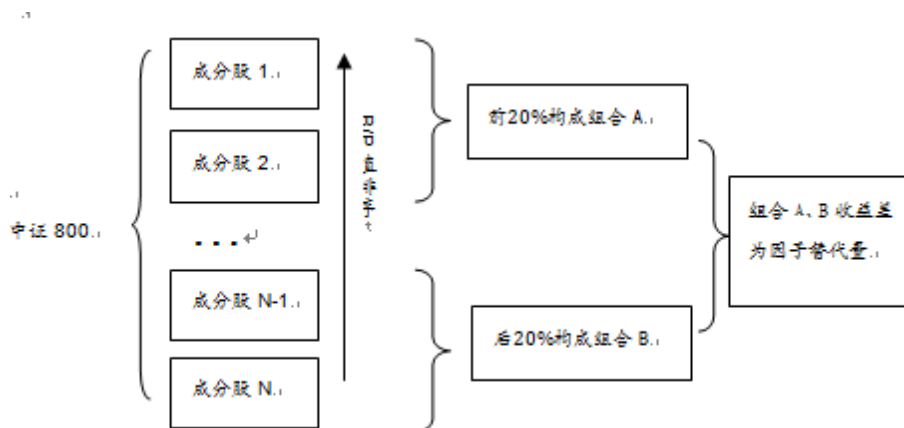 成分股 1.
成分股 2.
...
成分股 N-1.
成分股 N.
中证 800.
前20%构成组合 A.
后20%构成组合 B.
组合 A、B 收益差
为因子替代量.